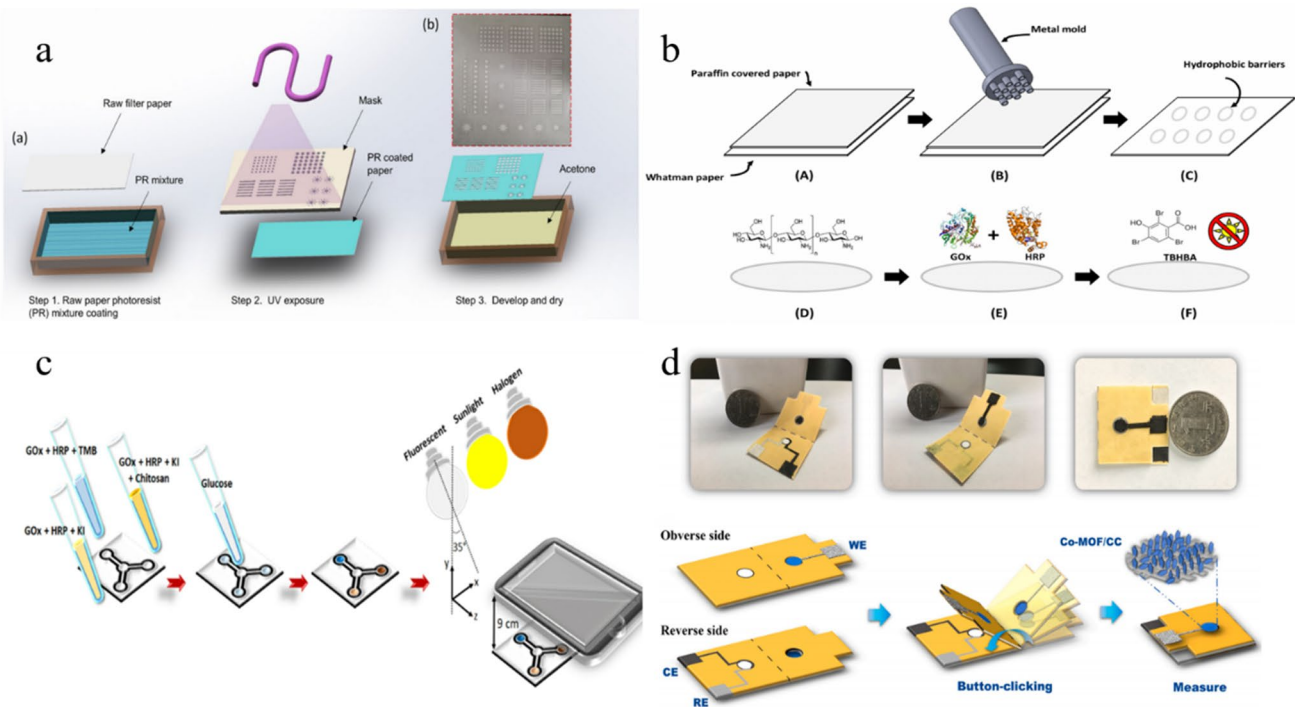 a
(a)
Raw filter paper
PR mixture
Step 1. Raw paper photoresist
(PR) mixture coating
Mask
PR coated
paper
Step 2. UV exposure
(b)
Acetone
Step 3. Develop and dry
b
Paraffin covered paper
Whatman paper
(A)
Metal mold
(B)
Hydrophobic barriers
(C)
(D)
GOx
+
HRP
(E)
TBHBA
(F)
c
GOx + HRP + TMB
GOx + HRP + KI
+ Chitosan
GOx + HRP + KI
Glucose
Fluorescent
Sunlight
Halogen
35°
y
x
z
9 cm
d
Obverse side
WE
Reverse side
CE
RE
Button-clicking
Co-MOF/CC
Measure